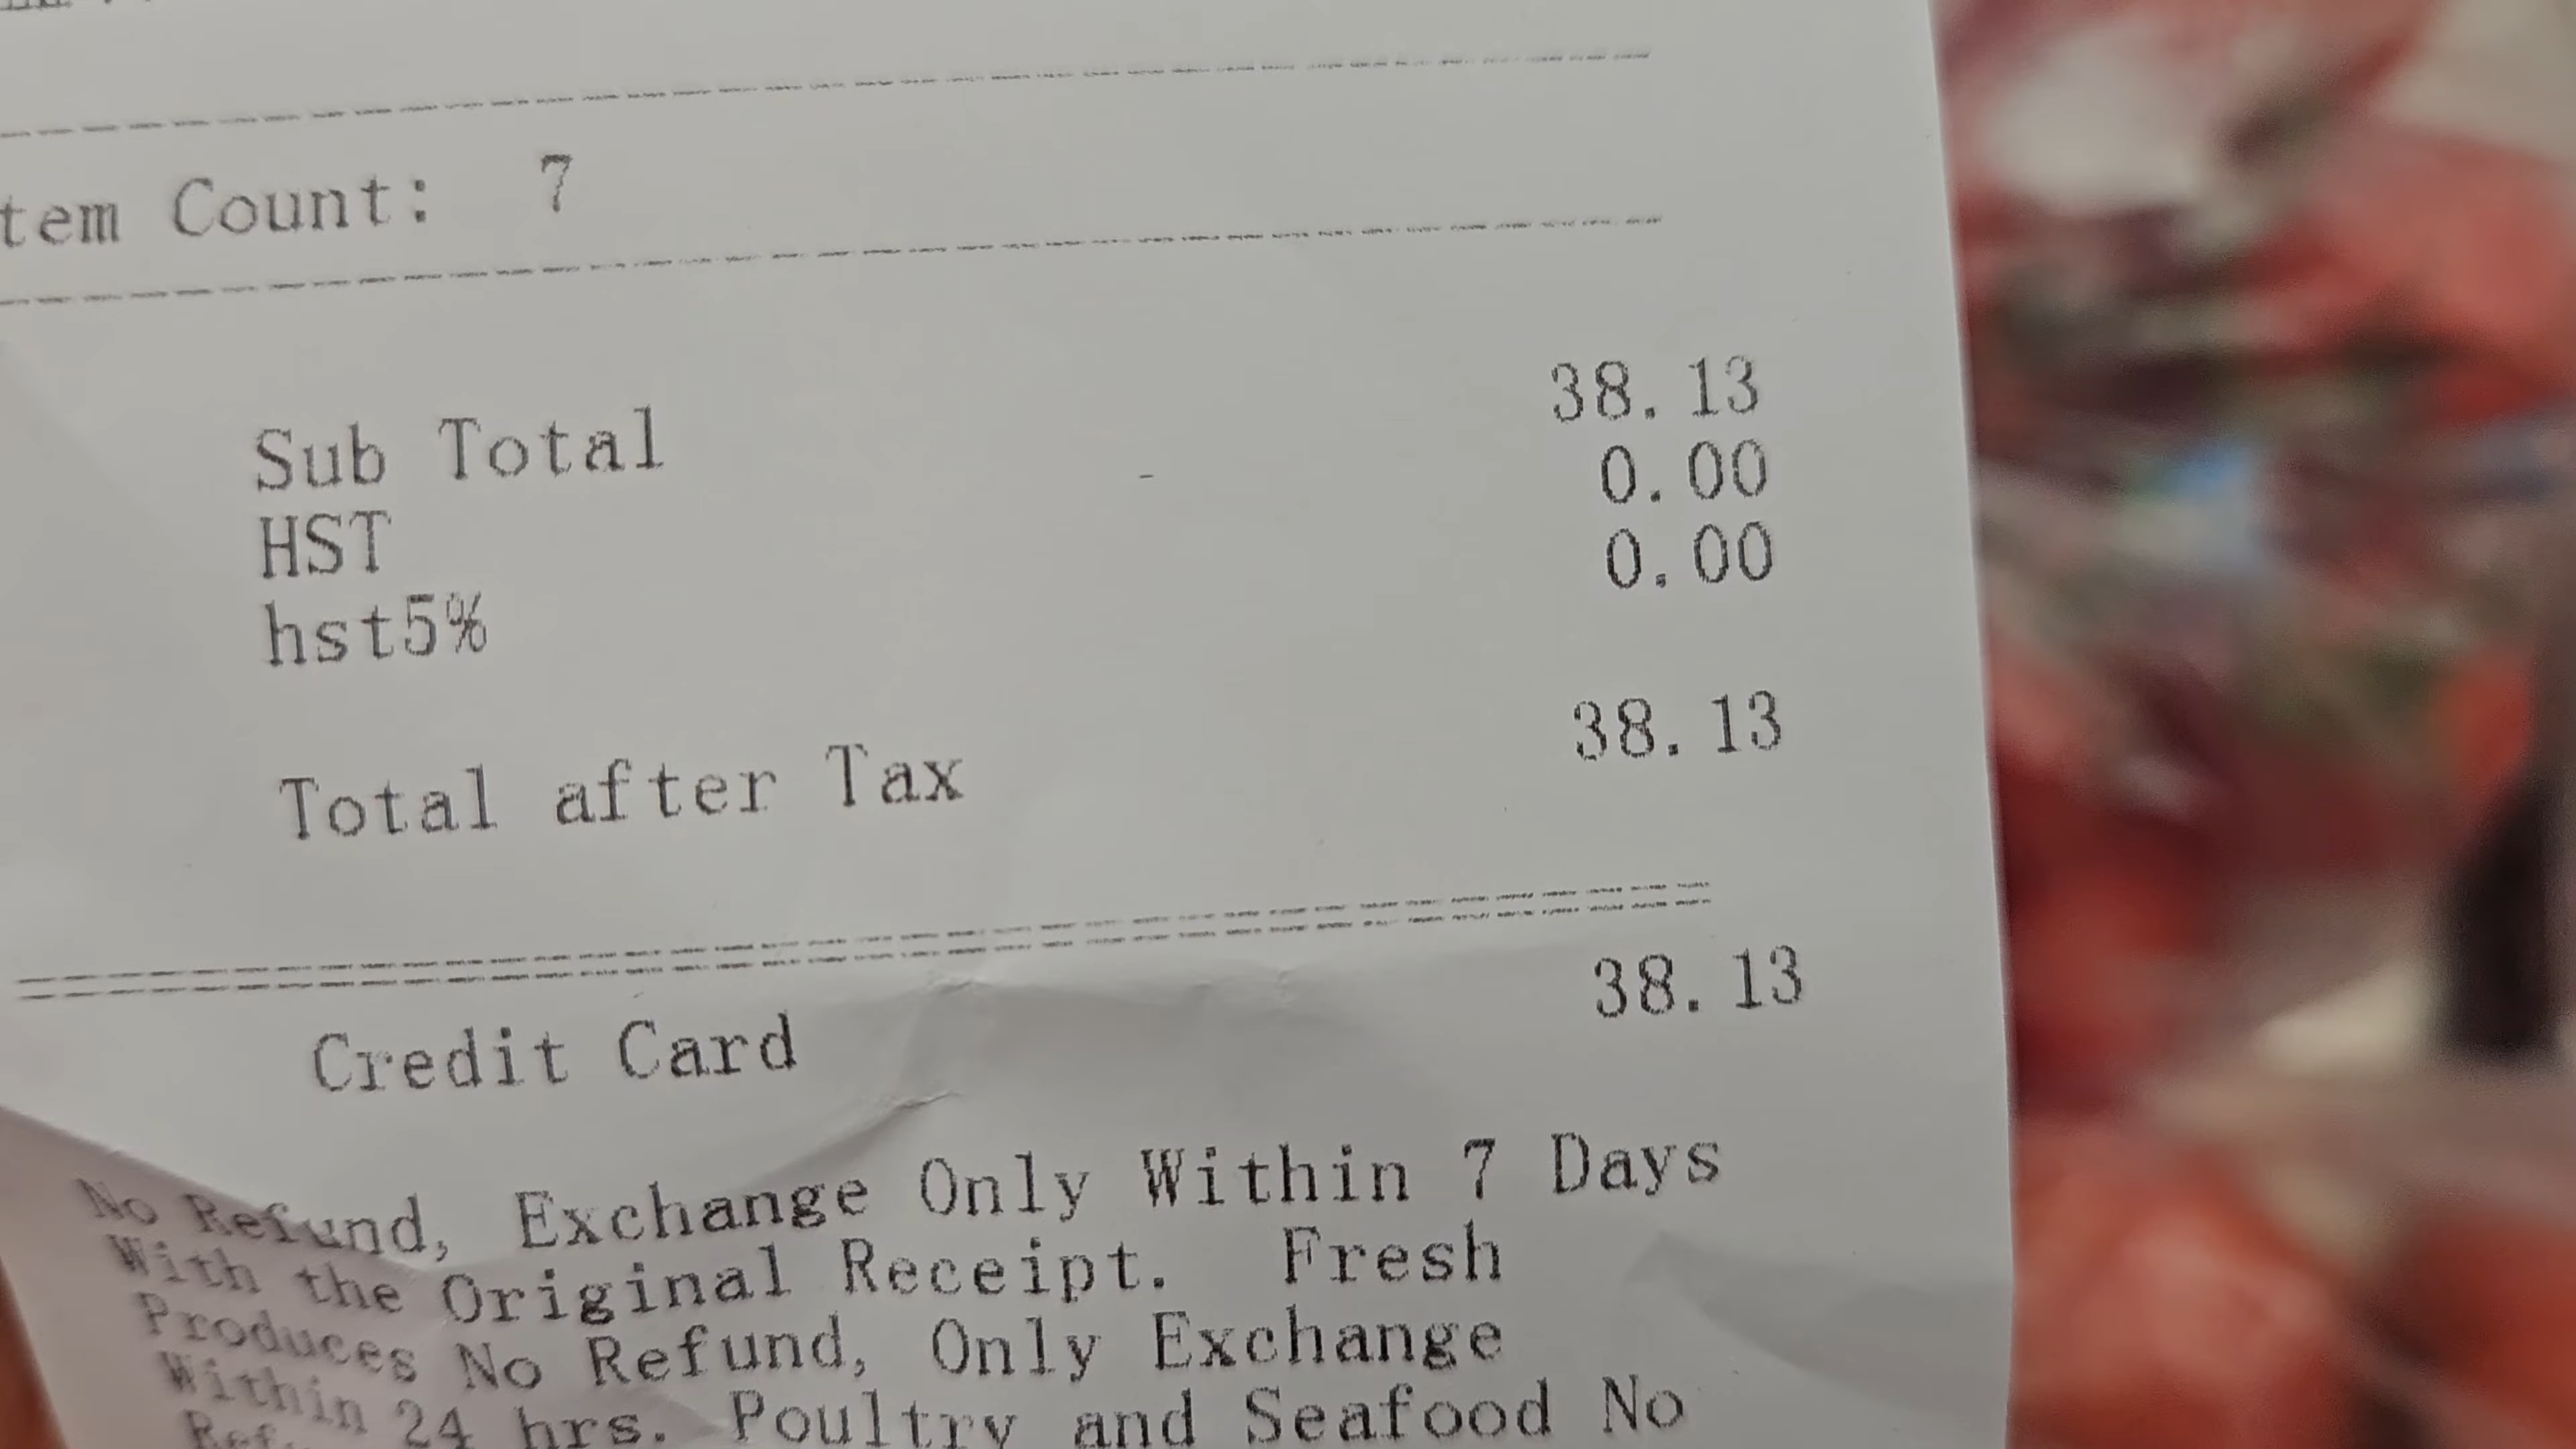 tem Count: 7
Sub Total 38.13
HST 0.00
hst5% 0.00
Total after Tax 38.13
Credit Card 38.13
No Refund, Exchange Only Within 7 Days
With the Original Receipt. Fresh
Produces No Refund, Only Exchange
Within 24 hrs. Poultry and Seafood No